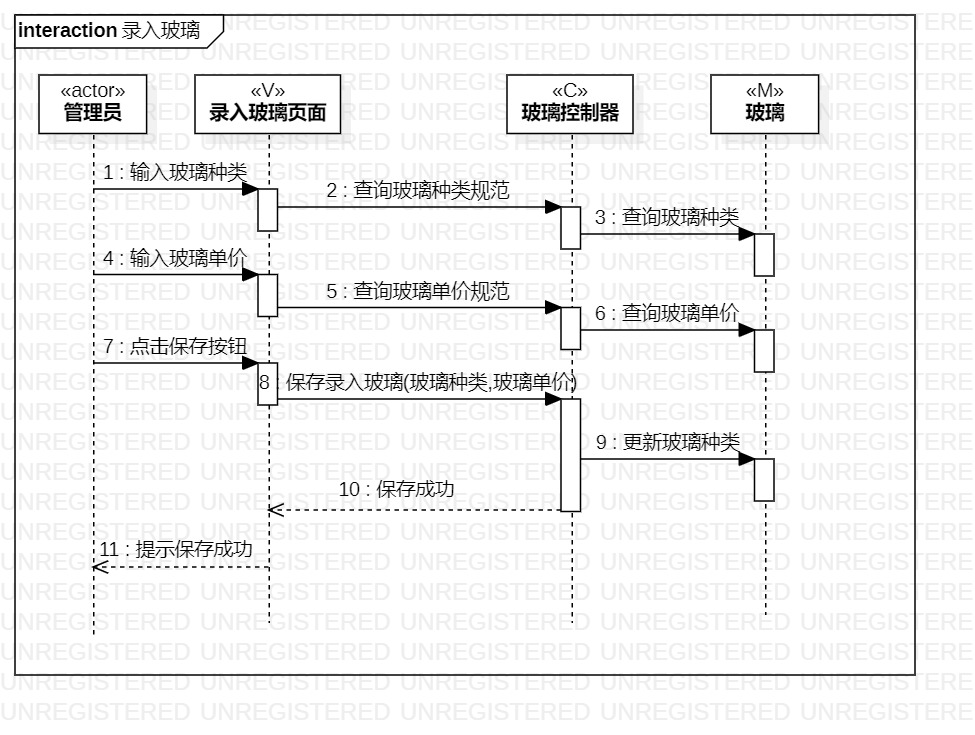 interaction 录入玻璃
«actor»
管理员
«V»
录入玻璃页面
«C»
玻璃控制器
«M»
玻璃
1 : 输入玻璃种类
2 : 查询玻璃种类规范
3 : 查询玻璃种类
4 : 输入玻璃单价
5 : 查询玻璃单价规范
6 : 查询玻璃单价
7 : 点击保存按钮
8 : 保存录入玻璃(玻璃种类,玻璃单价)
9 : 更新玻璃种类
10 : 保存成功
11 : 提示保存成功
UNREGISTERED